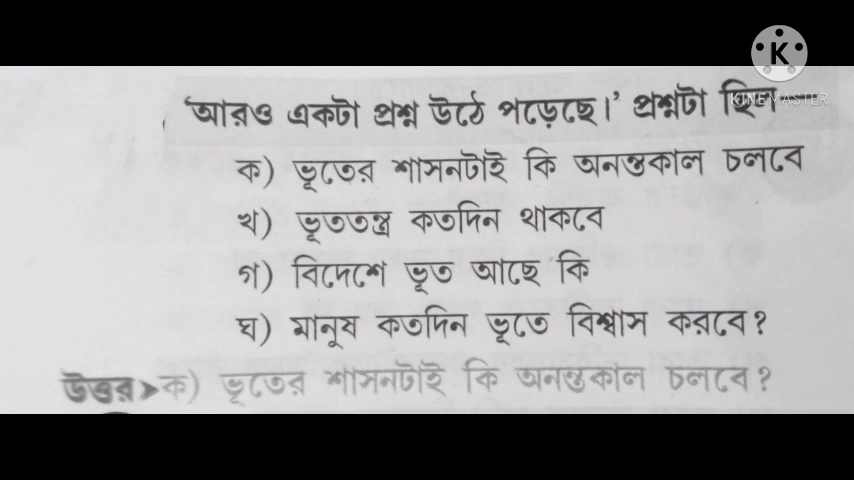 K
KINEMASTER
'আরও একটা প্রশ্ন উঠে পড়েছে।' প্রশ্নটা ছিল
ক) ভূতের শাসনটাই কি অনন্তকাল চলবে
খ) ভূততন্ত্র কতদিন থাকবে
গ) বিদেশে ভূত আছে কি
ঘ) মানুষ কতদিন ভূতে বিশ্বাস করবে?
উত্তর➤ক) ভূতের শাসনটাই কি অনন্তকাল চলবে?